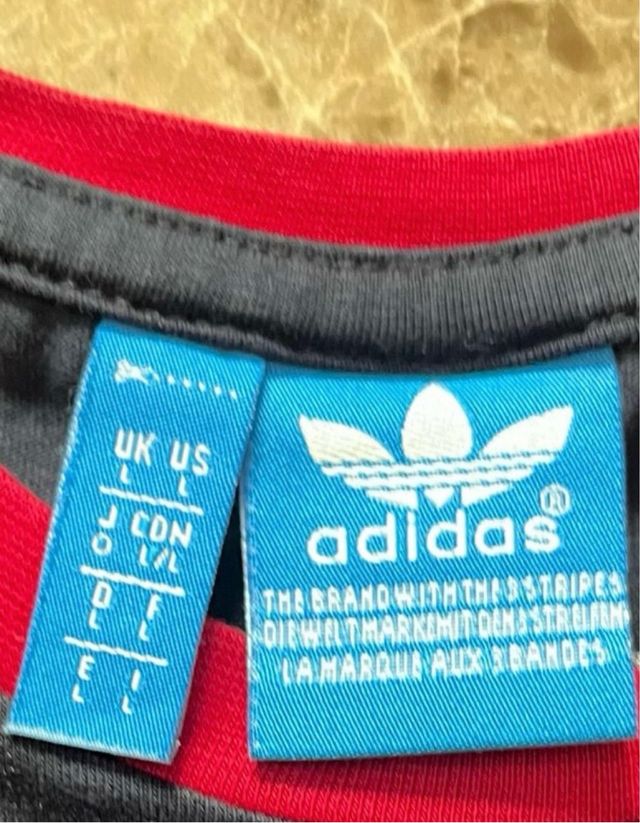 UK US
L L
J CDN
O L/L
D F
L L
E I
L L
adidas®
THE BRAND WITH THE 3 STRIPES
DIE WELTMARKE MIT DEN 3 STREIFEN
LA MARQUE AUX 3 BANDES